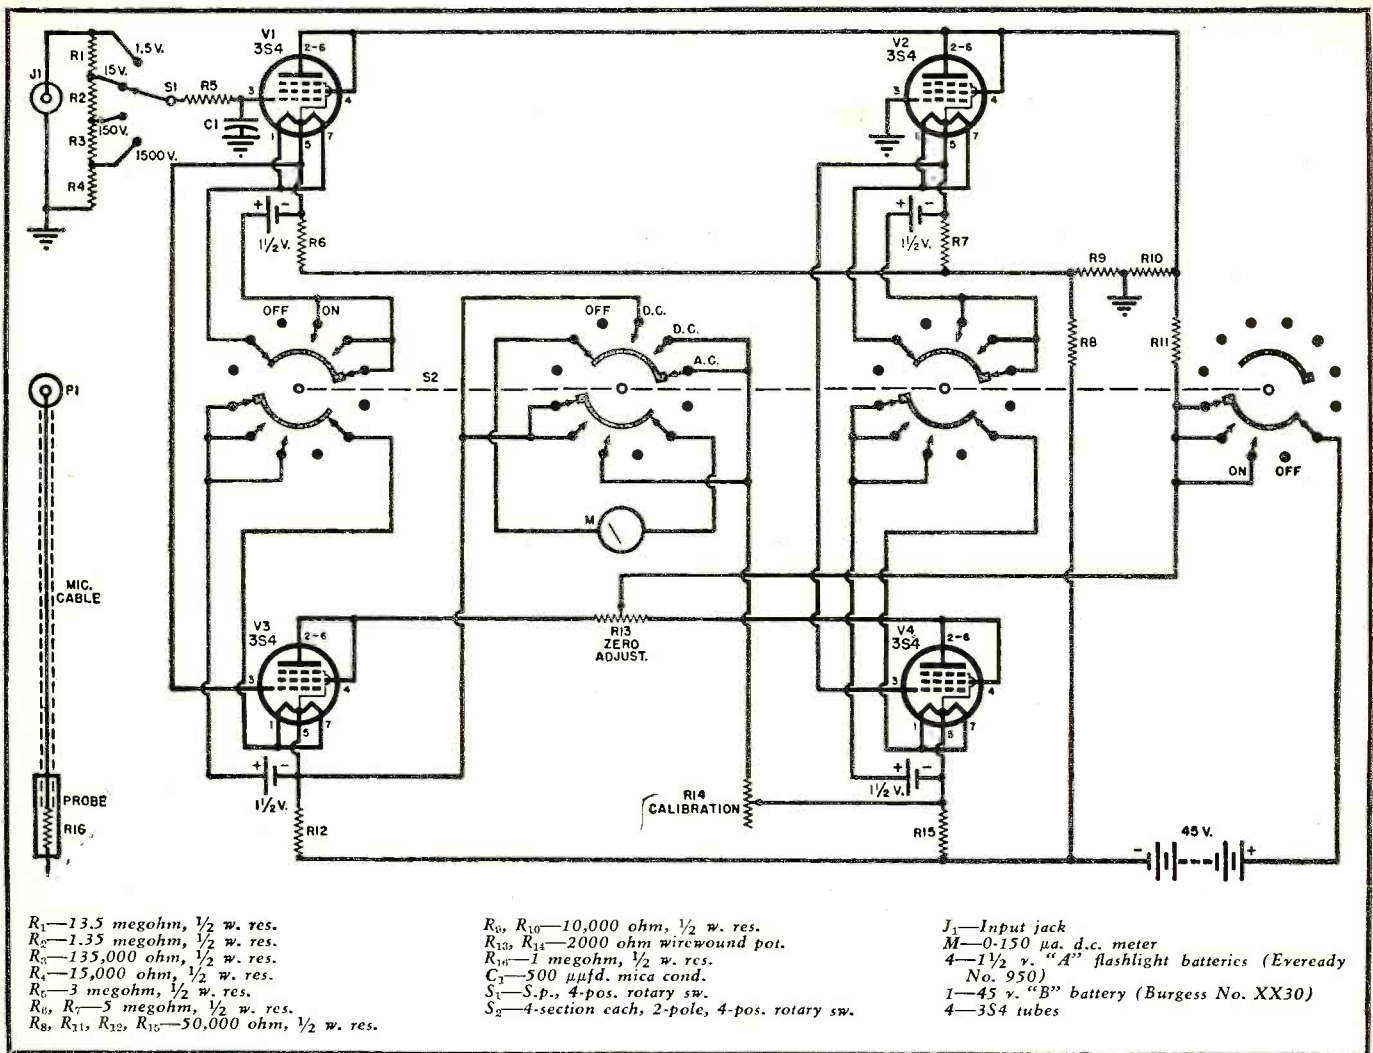 V1
3S4
2-6
V2
3S4
2-6
J1
R1
1.5 V.
15 V.
R2
150 V.
R3
1500 V.
R4
S1
R5
C1
3
4
1
5
7
3
4
1
5
7
+ -
1½ V.
R6
+ -
1½ V.
R7
R9
R10
OFF
ON
OFF
D.C.
D.C.
A.C.
R8
R11
S2
P1
ON
OFF
M
MIC.
CABLE
V3
3S4
2-6
R13
ZERO
ADJUST.
V4
3S4
2-6
3
4
1
5
7
3
4
1
7
+ -
1½ V.
+ -
1½ V.
PROBE
R16
R12
R14
CALIBRATION
R15
45 V.
- +
R1—13.5 megohm, ½ w. res.
R2—1.35 megohm, ½ w. res.
R3—135,000 ohm, ½ w. res.
R4—15,000 ohm, ½ w. res.
R5—3 megohm, ½ w. res.
R6, R7—5 megohm, ½ w. res.
R8, R11, R12, R15—50,000 ohm, ½ w. res.
R9, R10—10,000 ohm, ½ w. res.
R13, R14—2000 ohm wirewound pot.
R16—1 megohm, ½ w. res.
C1—500 μμfd. mica cond.
S1—S.p., 4-pos. rotary sw.
S2—4-section each, 2-pole, 4-pos. rotary sw.
J1—Input jack
M—0-150 μa. d.c. meter
4—1½ v. "A" flashlight batteries (Eveready
No. 950)
1—45 v. "B" battery (Burgess No. XX30)
4—3S4 tubes